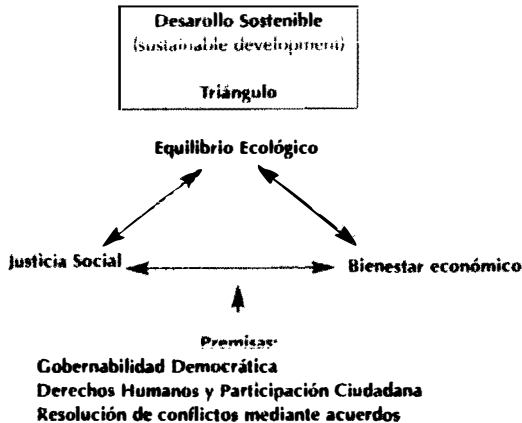 Desarollo Sostenible
(sustainable development)
Triángulo
Equilibrio Ecológico
Justicia Social
Bienestar económico
Premisas:
Gobernabilidad Democrática
Derechos Humanos y Participación Ciudadana
Resolución de conflictos mediante acuerdos